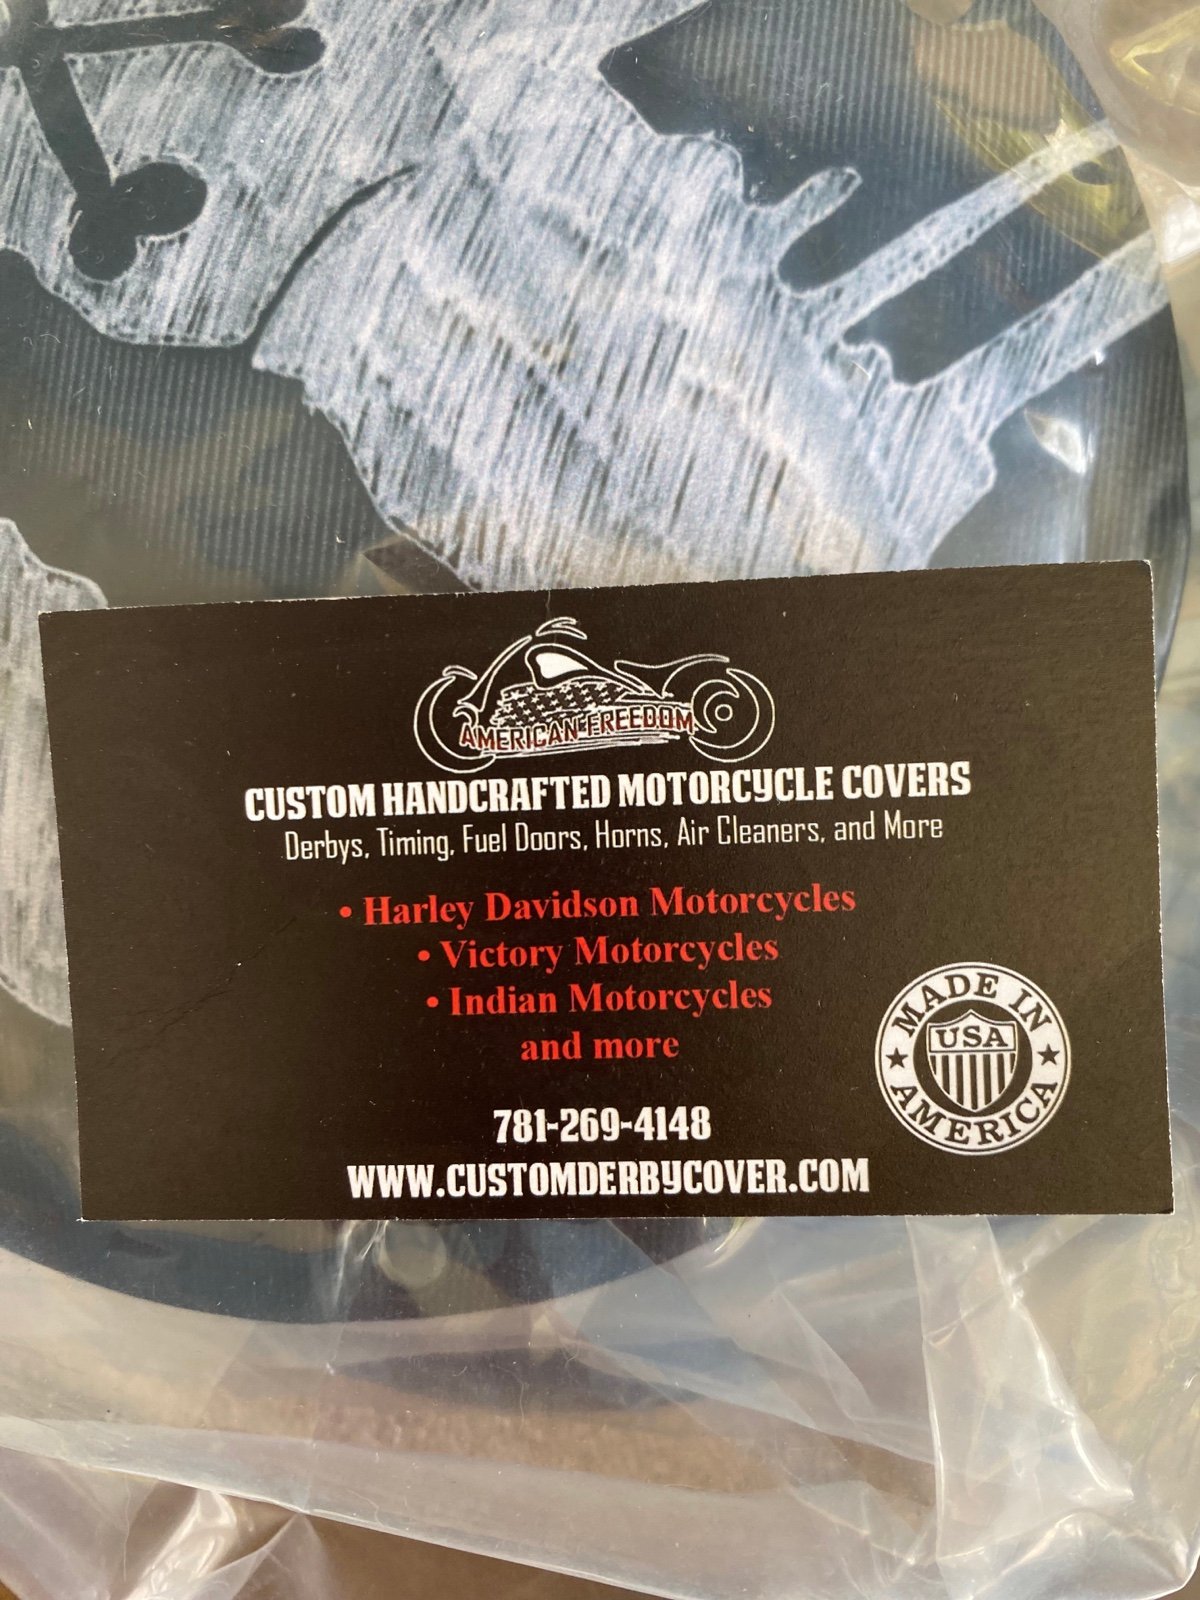 AMERICAN FREEDOM
CUSTOM HANDCRAFTED MOTORCYCLE COVERS
Derbys, Timing, Fuel Doors, Horns, Air Cleaners, and More
• Harley Davidson Motorcycles
• Victory Motorcycles
• Indian Motorcycles
and more
MADE IN
USA
AMERICA
781-269-4148
WWW.CUSTOMDERBYCOVER.COM